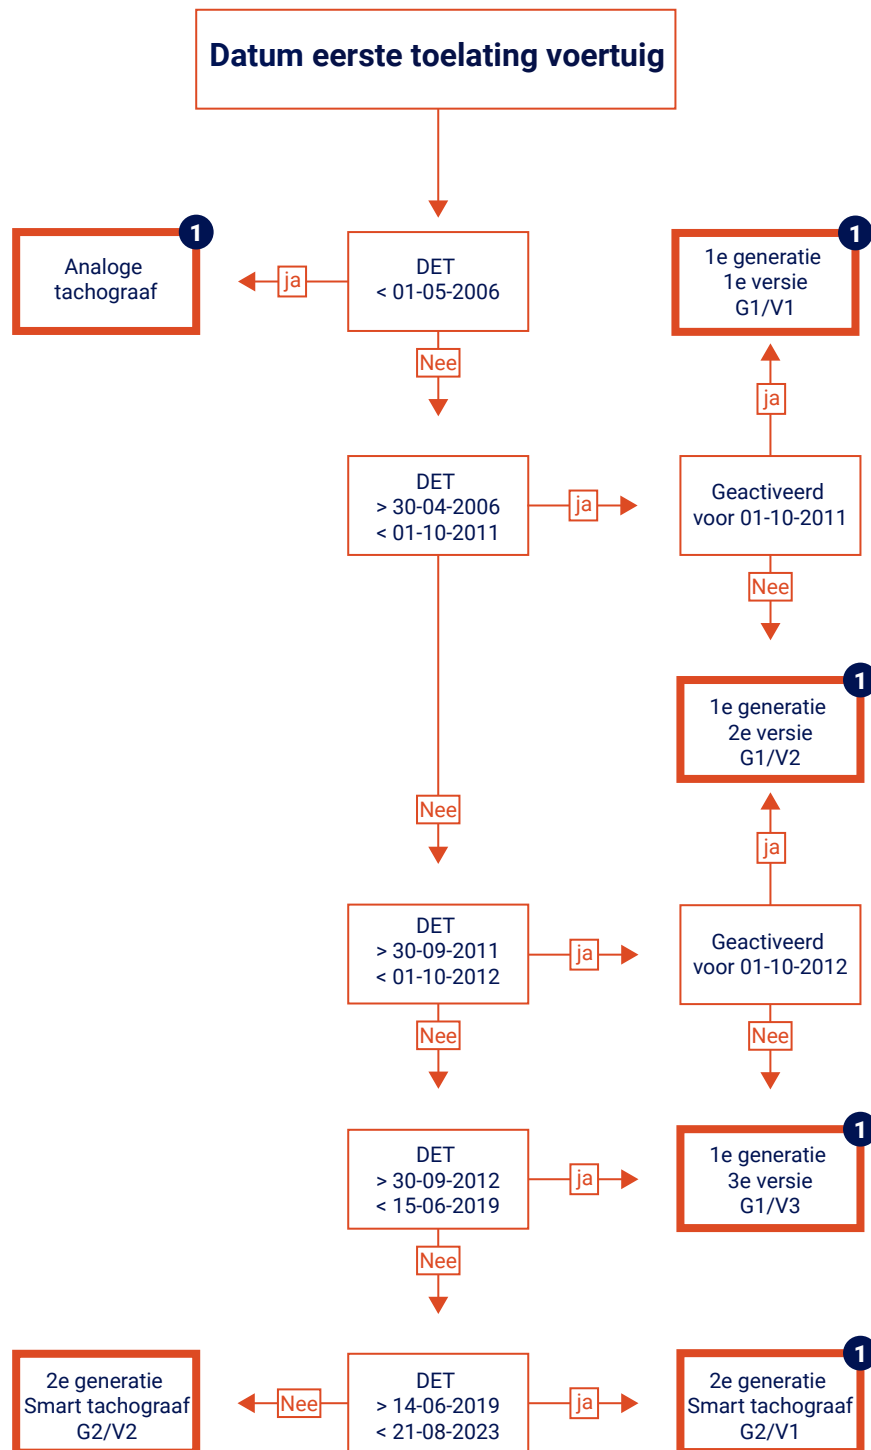 Datum eerste toelating voertuig
1
Analoge
tachograaf
ja
DET
< 01-05-2006
1
1e generatie
1e versie
G1/V1
Nee
ja
DET
> 30-04-2006
< 01-10-2011
ja
Geactiveerd
voor 01-10-2011
Nee
1
1e generatie
2e versie
G1/V2
Nee
ja
DET
> 30-09-2011
< 01-10-2012
ja
Geactiveerd
voor 01-10-2012
Nee
Nee
DET
> 30-09-2012
< 15-06-2019
ja
1
1e generatie
3e versie
G1/V3
Nee
2e generatie
Smart tachograaf
G2/V2
Nee
DET
> 14-06-2019
< 21-08-2023
ja
1
2e generatie
Smart tachograaf
G2/V1